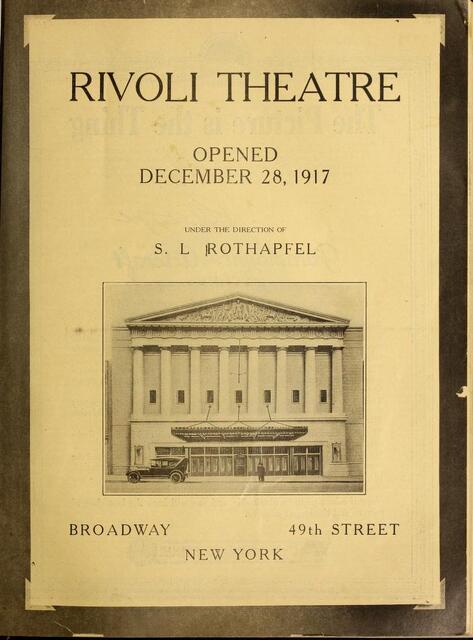 RIVOLI THEATRE
OPENED
DECEMBER 28, 1917
UNDER THE DIRECTION OF
S. L ROTHAPFEL
BROADWAY 49th STREET
NEW YORK